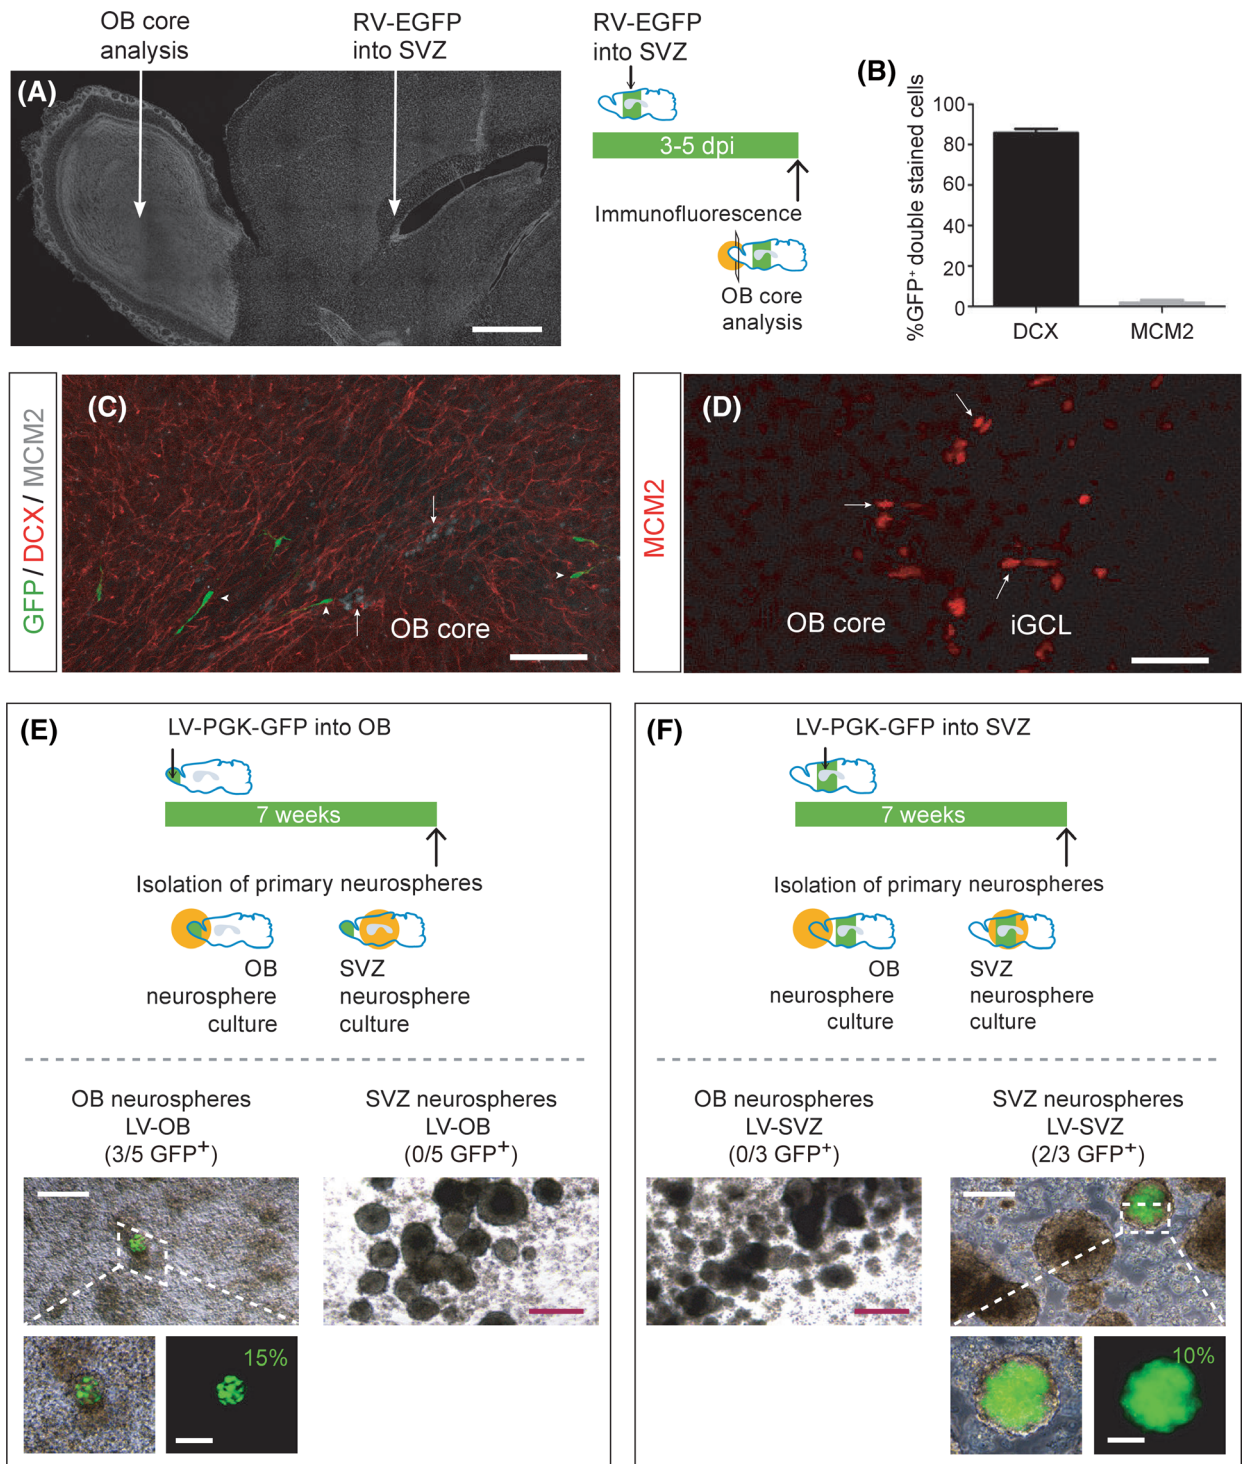 OB core
analysis
RV-EGFP
into SVZ
(A)
RV-EGFP
into SVZ
3-5 dpi
Immunofluorescence
OB core
analysis
(B)
%GFP⁺ double stained cells
100
80
60
40
20
0
DCX
MCM2
GFP/DCX/MCM2
(C)
OB core
MCM2
(D)
OB core
iGCL
(E)
LV-PGK-GFP into OB
7 weeks
Isolation of primary neurospheres
OB
neurosphere
culture
SVZ
neurosphere
culture
OB neurospheres
LV-OB
(3/5 GFP⁺)
SVZ neurospheres
LV-OB
(0/5 GFP⁺)
15%
(F)
LV-PGK-GFP into SVZ
7 weeks
Isolation of primary neurospheres
OB
neurosphere
culture
SVZ
neurosphere
culture
OB neurospheres
LV-SVZ
(0/3 GFP⁺)
SVZ neurospheres
LV-SVZ
(2/3 GFP⁺)
10%